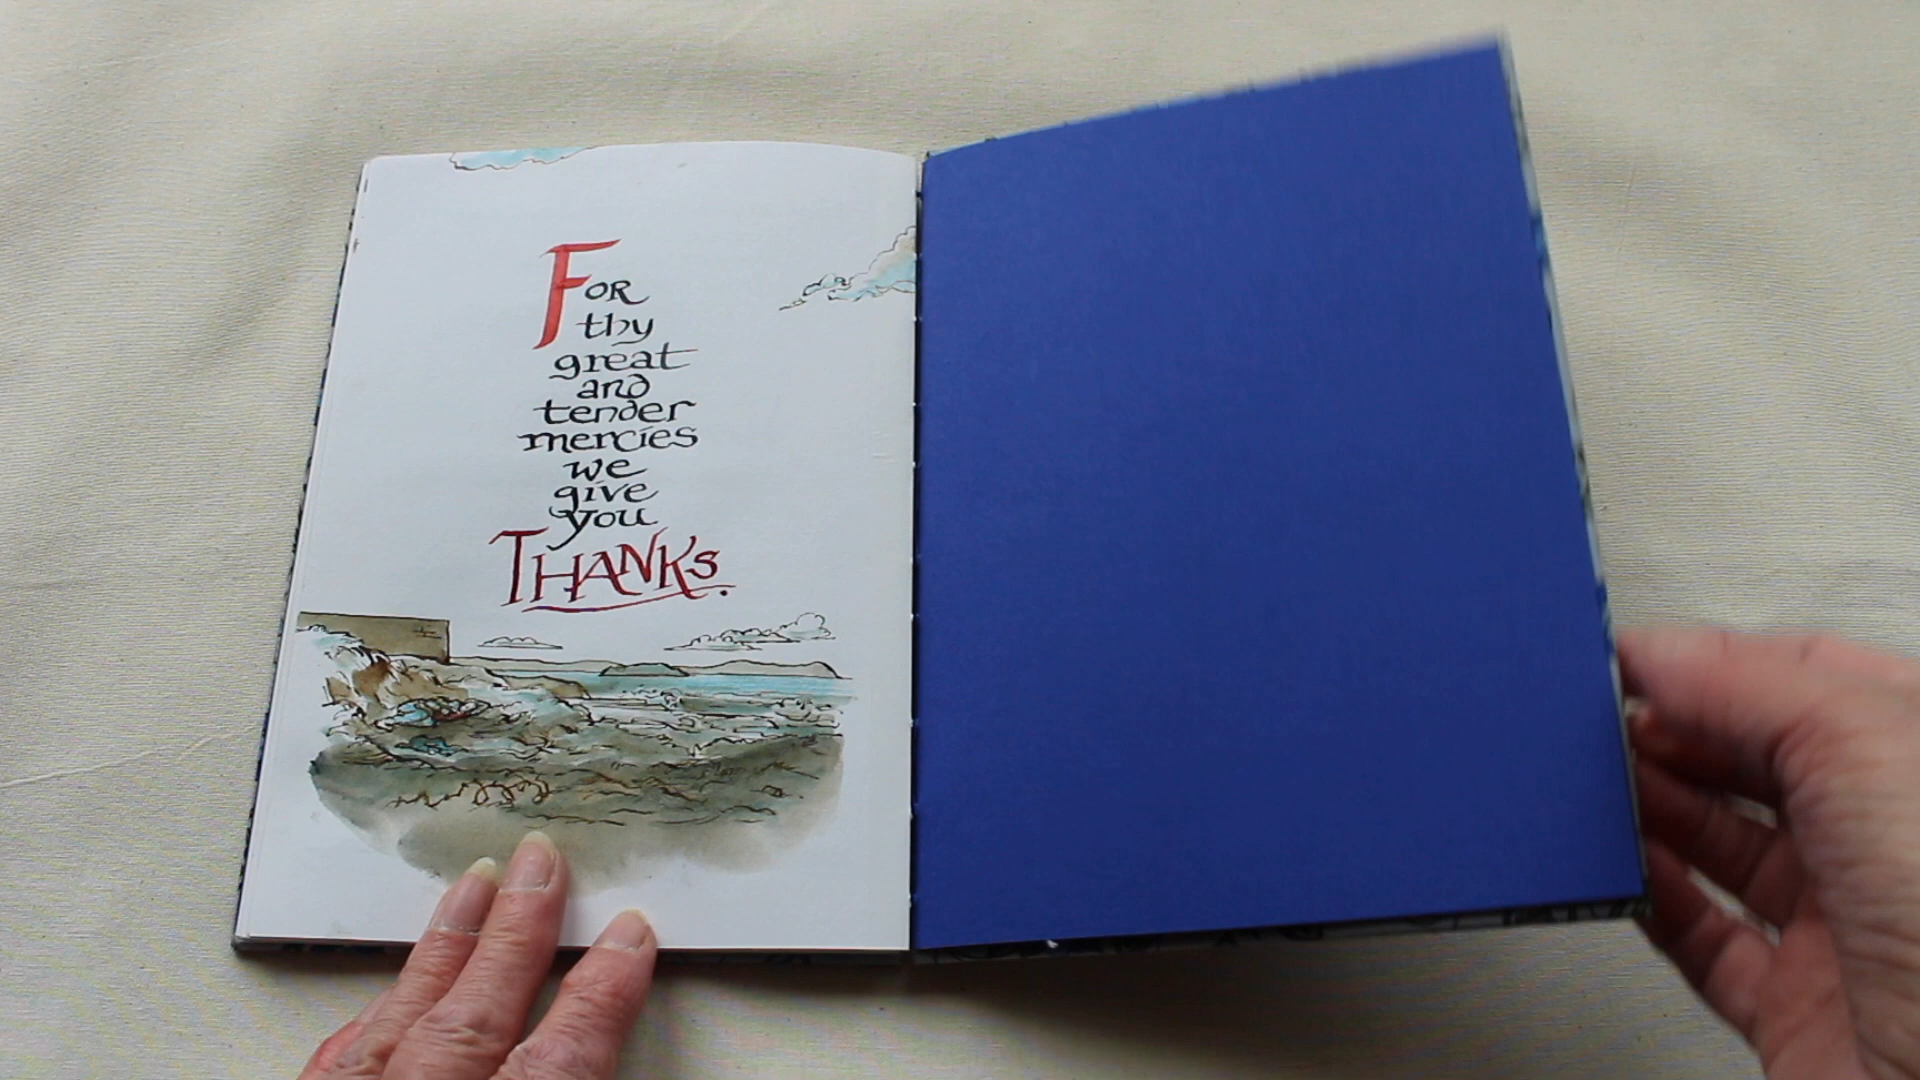 For
thy
great
and
tender
mercies
we
give
you
THANKS.